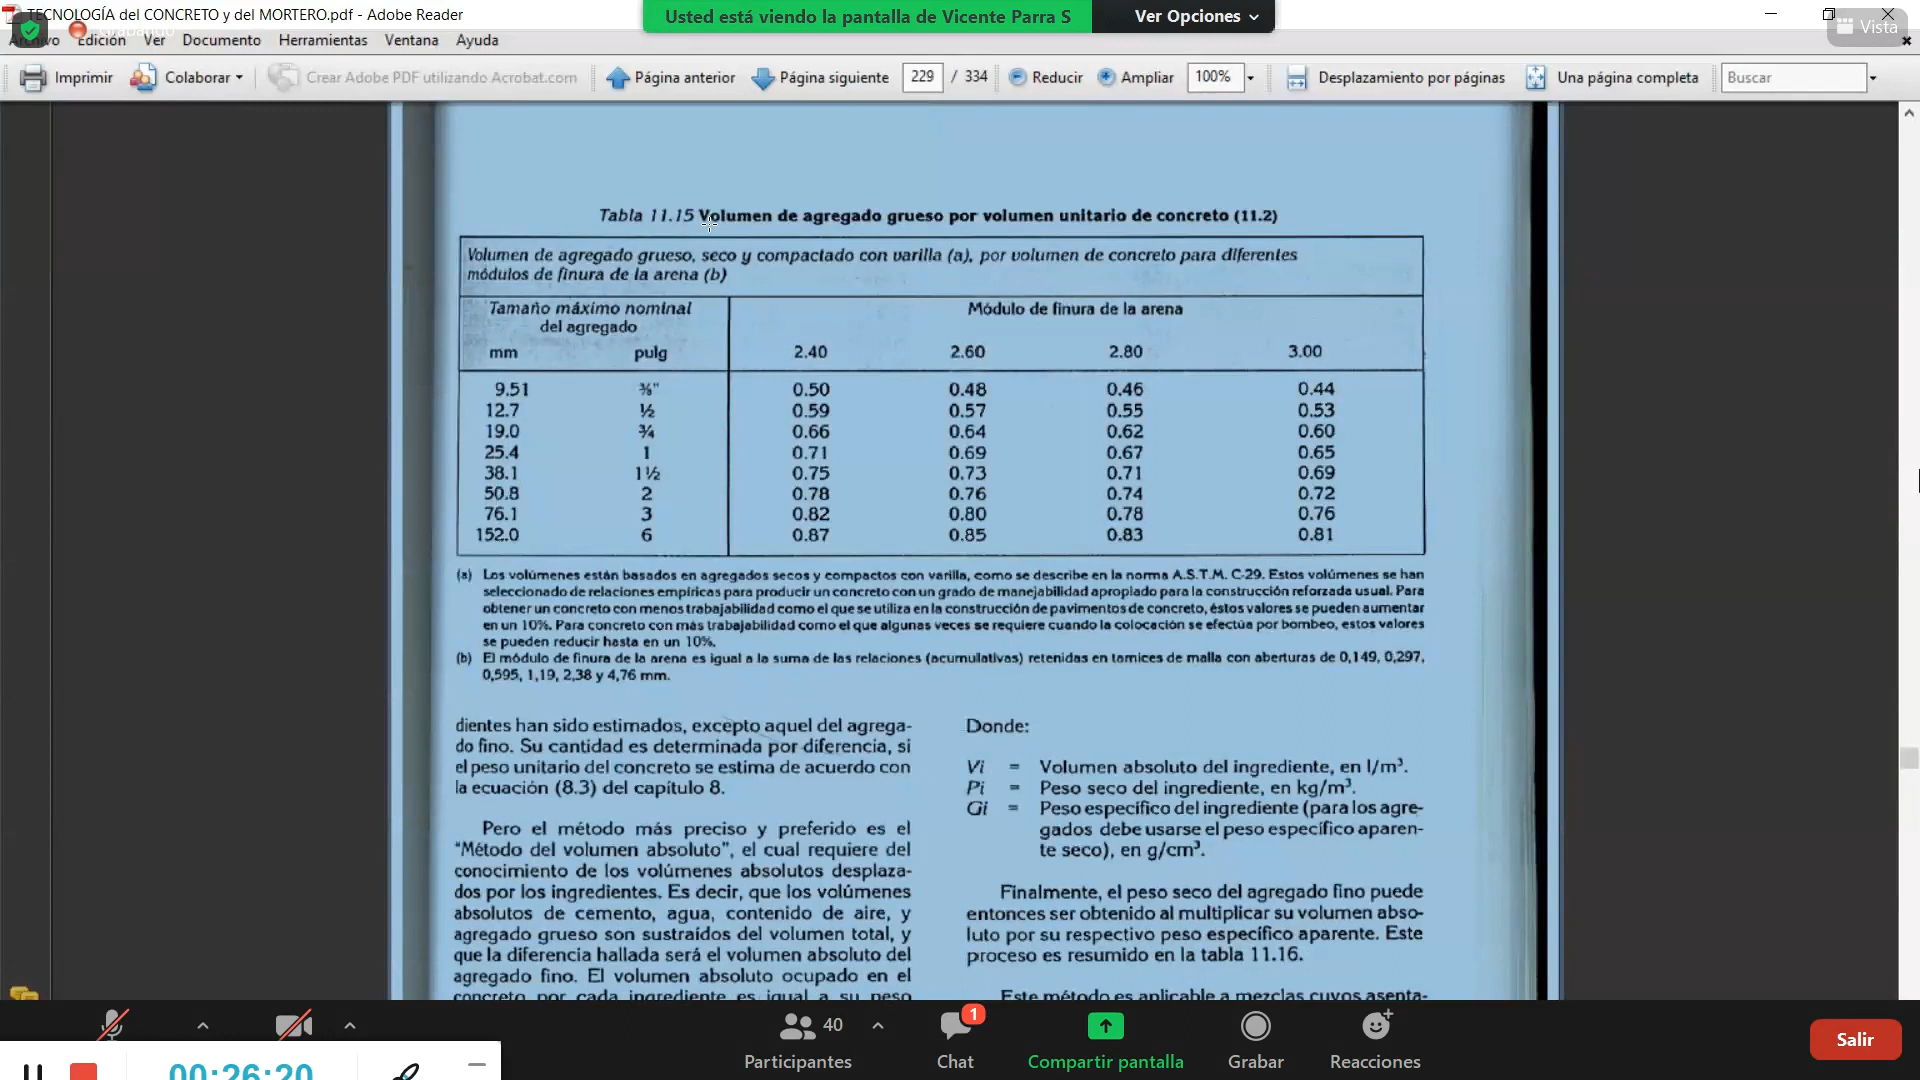 TECNOLOGÍA del CONCRETO y del MORTERO.pdf - Adobe Reader
Usted está viendo la pantalla de Vicente Parra S
Ver Opciones
Vista
Archivo Edición Ver Documento Herramientas Ventana Ayuda
Imprimir Colaborar Crear Adobe PDF utilizando Acrobat.com Página anterior Página siguiente 229 / 334 Reducir Ampliar 100% Desplazamiento por páginas Una página completa Buscar
Tabla 11.15 Volumen de agregado grueso por volumen unitario de concreto (11.2)
Volumen de agregado grueso, seco y compactado con varilla (a), por volumen de concreto para diferentes
módulos de finura de la arena (b)
Tamaño máximo nominal
del agregado
Módulo de finura de la arena
mm pulg 2.40 2.60 2.80 3.00
9.51 ⅜" 0.50 0.48 0.46 0.44
12.7 ½ 0.59 0.57 0.55 0.53
19.0 ¾ 0.66 0.64 0.62 0.60
25.4 1 0.71 0.69 0.67 0.65
38.1 1½ 0.75 0.73 0.71 0.69
50.8 2 0.78 0.76 0.74 0.72
76.1 3 0.82 0.80 0.78 0.76
152.0 6 0.87 0.85 0.83 0.81
(a) Los volúmenes están basados en agregados secos y compactos con varilla, como se describe en la norma A.S.T.M. C-29. Estos volúmenes se han
seleccionado de relaciones empíricas para producir un concreto con un grado de manejabilidad apropiado para la construcción reforzada usual. Para
obtener un concreto con menos trabajabilidad como el que se utiliza en la construcción de pavimentos de concreto, éstos valores se pueden aumentar
en un 10%. Para concreto con más trabajabilidad como el que algunas veces se requiere cuando la colocación se efectúa por bombeo, estos valores
se pueden reducir hasta en un 10%.
(b) El módulo de finura de la arena es igual a la suma de las relaciones (acumulativas) retenidas en tamices de malla con aberturas de 0,149, 0,297,
0,595, 1,19, 2,38 y 4,76 mm.
dientes han sido estimados, excepto aquel del agrega-
do fino. Su cantidad es determinada por diferencia, si
el peso unitario del concreto se estima de acuerdo con
la ecuación (8.3) del capítulo 8.
Pero el método más preciso y preferido es el
"Método del volumen absoluto", el cual requiere del
conocimiento de los volúmenes absolutos desplaza-
dos por los ingredientes. Es decir, que los volúmenes
absolutos de cemento, agua, contenido de aire, y
agregado grueso son sustraídos del volumen total, y
que la diferencia hallada será el volumen absoluto del
agregado fino. El volumen absoluto ocupado en el
concreto por cada ingrediente es igual a su peso
Donde:
Vi = Volumen absoluto del ingrediente, en l/m³.
Pi = Peso seco del ingrediente, en kg/m³.
Gi = Peso específico del ingrediente (para los agre-
gados debe usarse el peso específico aparen-
te seco), en g/cm³.
Finalmente, el peso seco del agregado fino puede
entonces ser obtenido al multiplicar su volumen abso-
luto por su respectivo peso específico aparente. Este
proceso es resumido en la tabla 11.16.
Este método es aplicable a mezclas cuyos asenta-
40 1
Participantes Chat Compartir pantalla Grabar Reacciones Salir
00:26:20